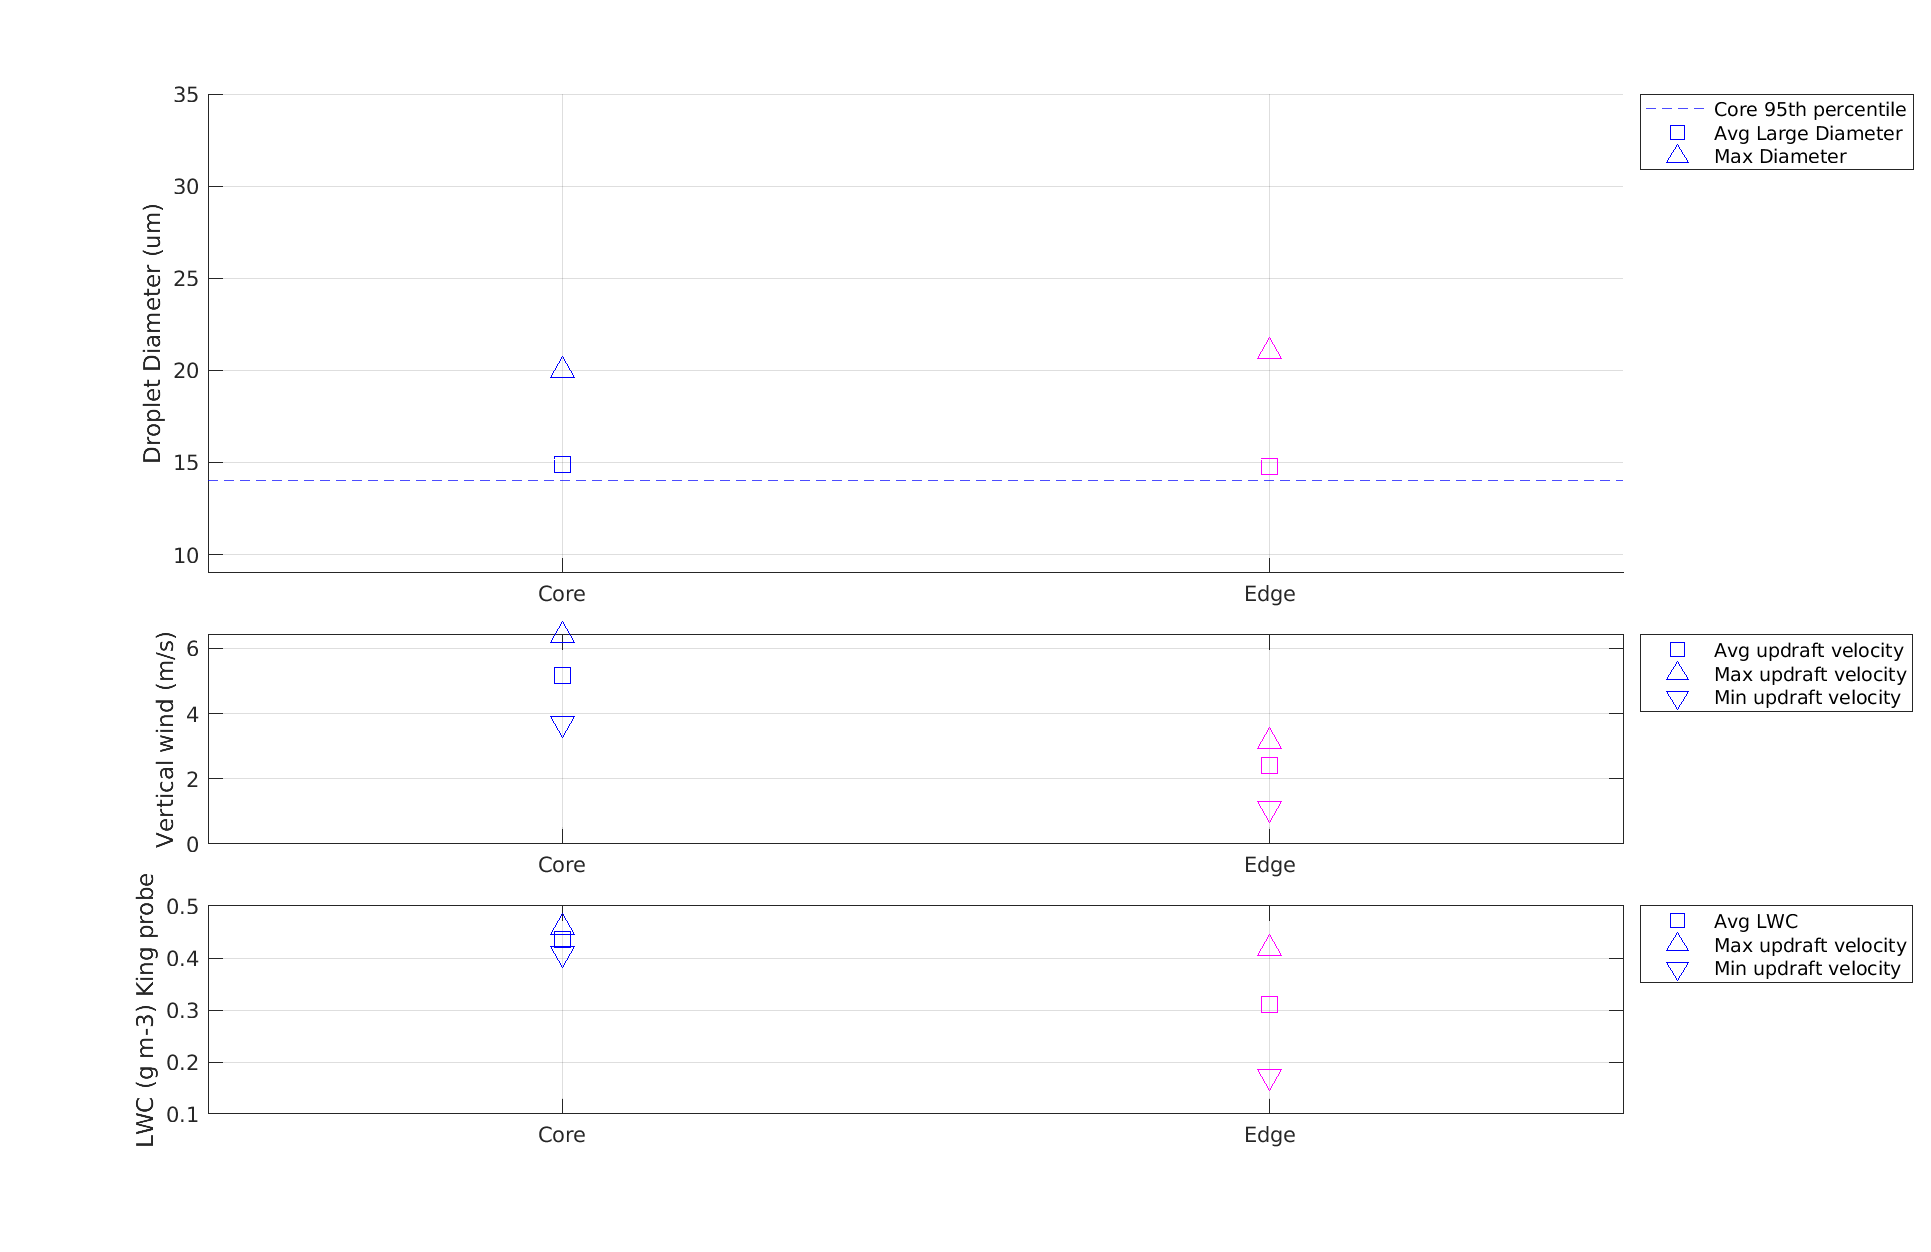 Droplet Diameter (um)
35
30
25
20
15
10
Core
Edge
Core 95th percentile
Avg Large Diameter
Max Diameter
Vertical wind (m/s)
6
4
2
0
Core
Edge
Avg updraft velocity
Max updraft velocity
Min updraft velocity
LWC (g m-3) King probe
0.5
0.4
0.3
0.2
0.1
Core
Edge
Avg LWC
Max updraft velocity
Min updraft velocity